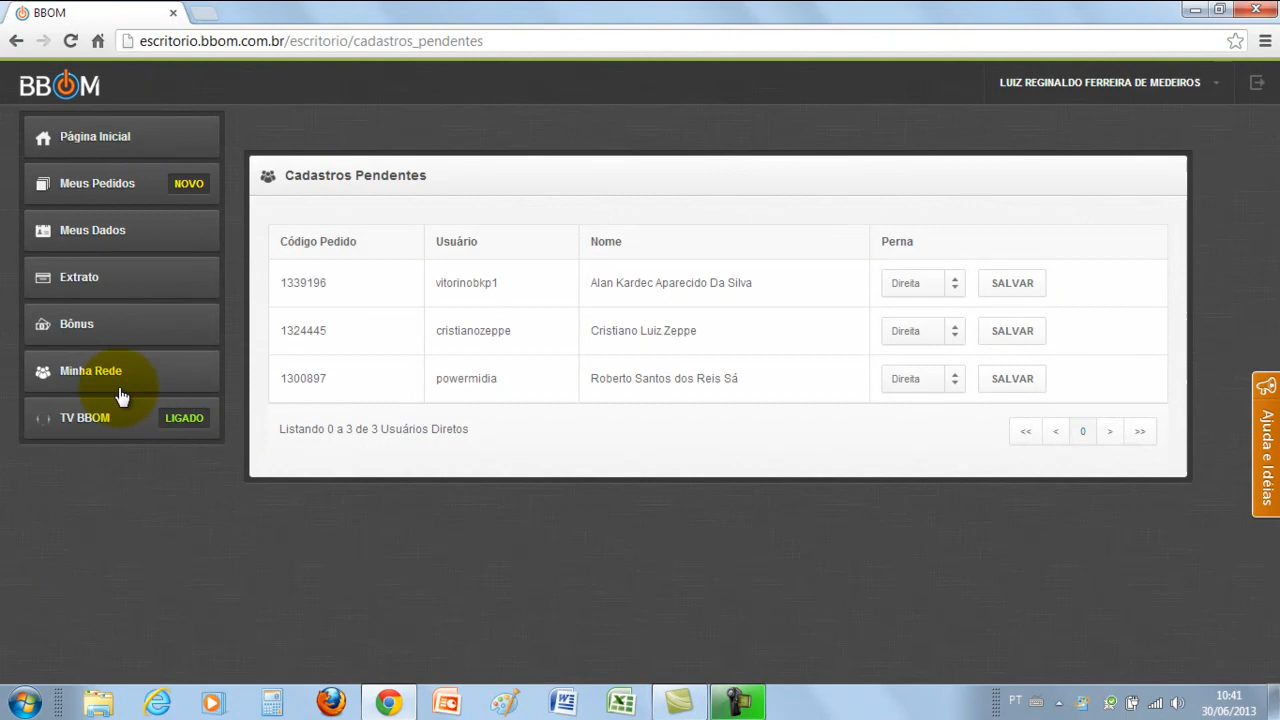 BBOM
escritorio.bbom.com.br/escritorio/cadastros_pendentes
BBOM
LUIZ REGINALDO FERREIRA DE MEDEIROS
Página Inicial
Meus Pedidos NOVO
Meus Dados
Extrato
Bônus
Minha Rede
TV BBOM LIGADO
Cadastros Pendentes
Código Pedido Usuário Nome Perna
1339196 vitorinobkp1 Alan Kardec Aparecido Da Silva Direita SALVAR
1324445 cristianozeppe Cristiano Luiz Zeppe Direita SALVAR
1300897 powermidia Roberto Santos dos Reis Sá Direita SALVAR
Listando 0 a 3 de 3 Usuários Diretos << < 0 > >>
Ajuda e Idéias
PT
10:41
30/06/2013